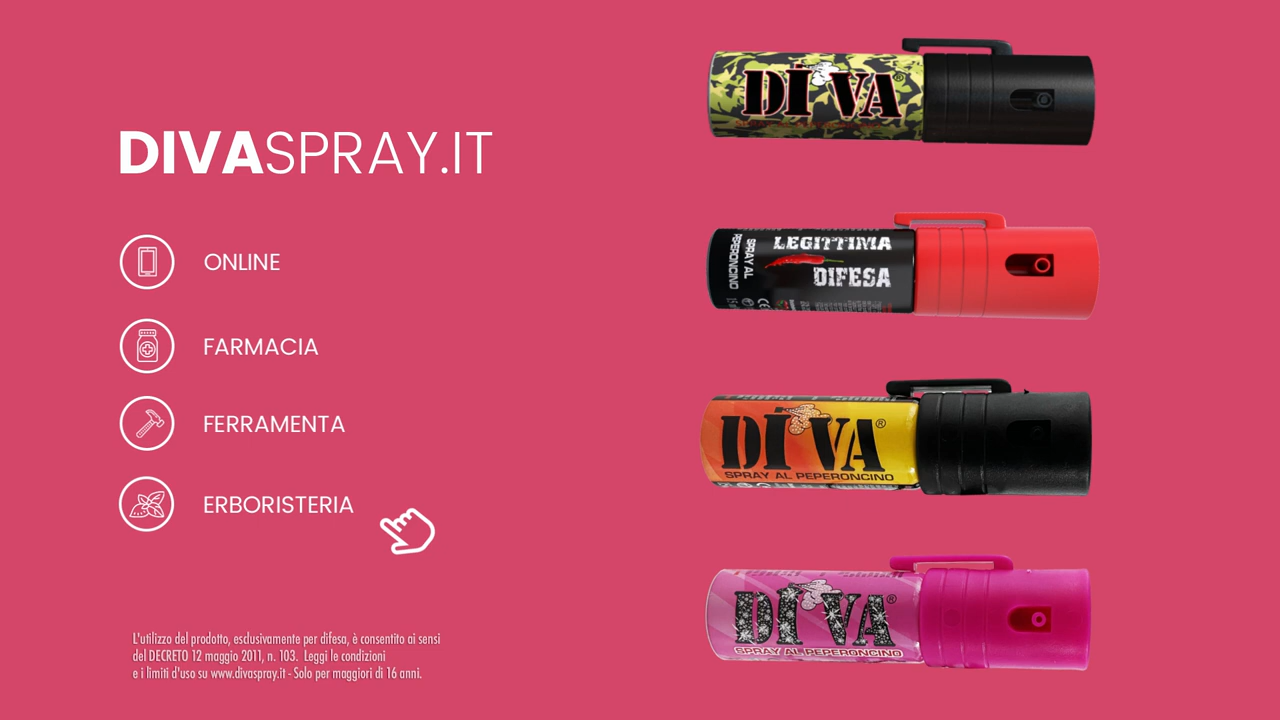 DIVASPRAY.IT
ONLINE
FARMACIA
FERRAMENTA
ERBORISTERIA
L'utilizzo del prodotto, esclusivamente per difesa, è consentito ai sensi
del DECRETO 12 maggio 2011, n. 103. Leggi le condizioni
e i limiti d'uso su www.divaspray.it - Solo per maggiori di 16 anni.
DIVA®
LEGITTIMA
DIFESA
SPRAY AL
PEPERONCINO
DIVA®
SPRAY AL PEPERONCINO
DIVA®
SPRAY AL PEPERONCINO